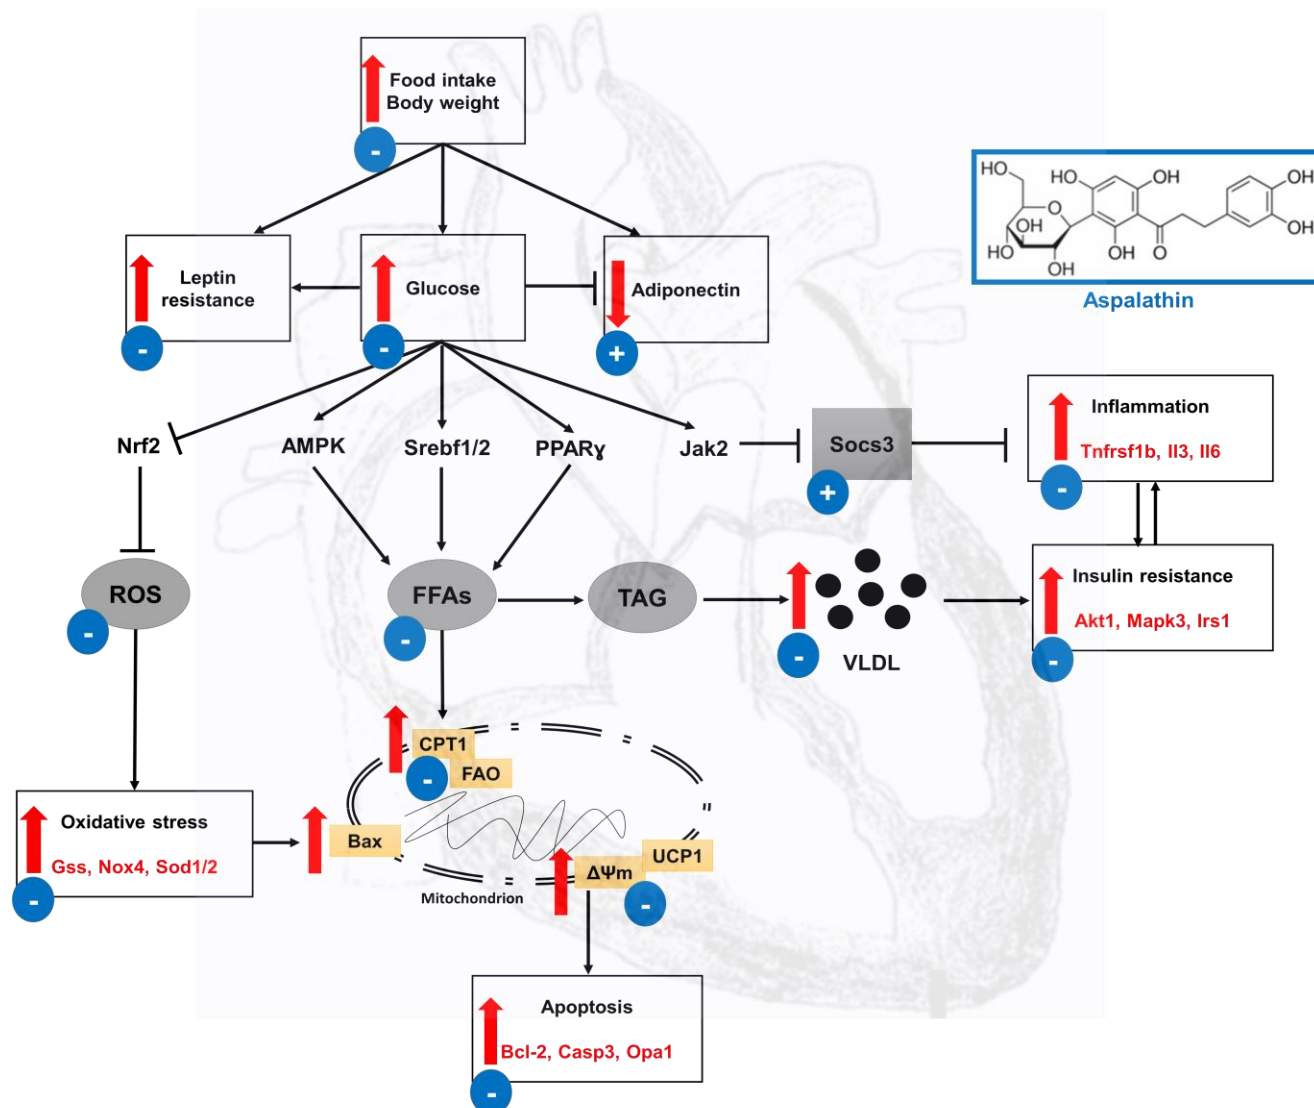 Food intake
Body weight
-
HO
OH
HO
OH
OH
O
OH
OH
HO
HO
OH
OH
O
Aspalathin
Leptin
resistance
-
Glucose
-
Adiponectin
+
Nrf2
AMPK
Srebf1/2
PPARɣ
Jak2
Socs3
+
Inflammation
Tnfrsf1b, Il3, Il6
-
ROS
-
FFAs
-
TAG
-
VLDL
Insulin resistance
Akt1, Mapk3, Irs1
-
CPT1
-
FAO
Oxidative stress
Gss, Nox4, Sod1/2
-
Bax
UCP1
ΔΨm
-
Mitochondrion
Apoptosis
Bcl-2, Casp3, Opa1
-